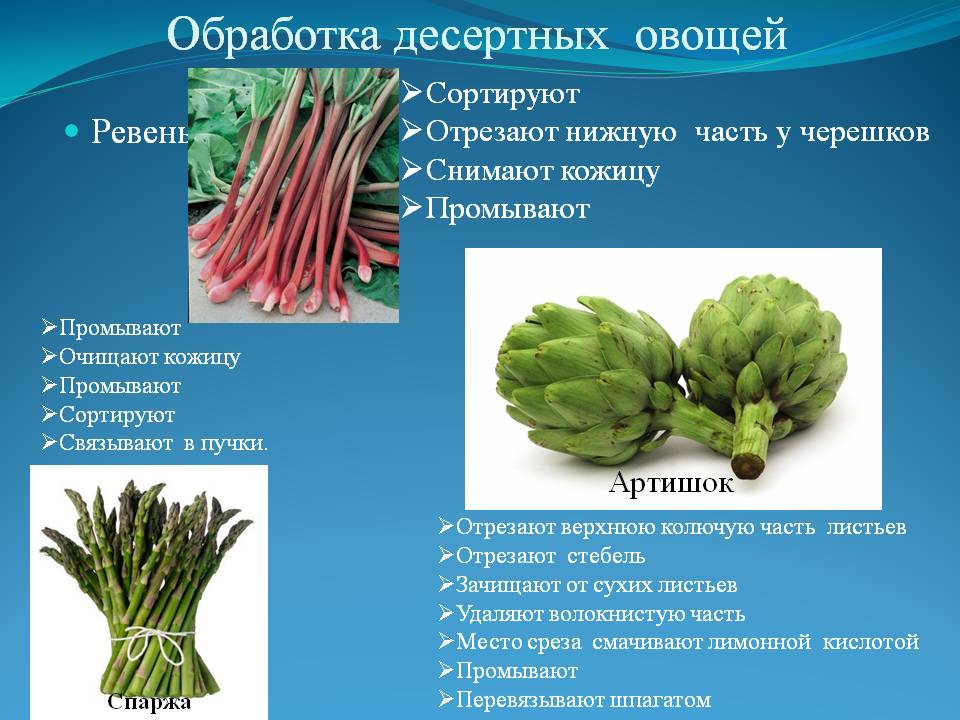 Обработка десертных овощей
Ревень
Сортируют
Отрезают нижную часть у черешков
Снимают кожицу
Промывают
Промывают
Очищают кожицу
Промывают
Сортируют
Связывают в пучки.
Спаржа
Артишок
Отрезают верхнюю колючую часть листьев
Отрезают стебель
Зачищают от сухих листьев
Удаляют волокнистую часть
Место среза смачивают лимонной кислотой
Промывают
Перевязывают шпагатом